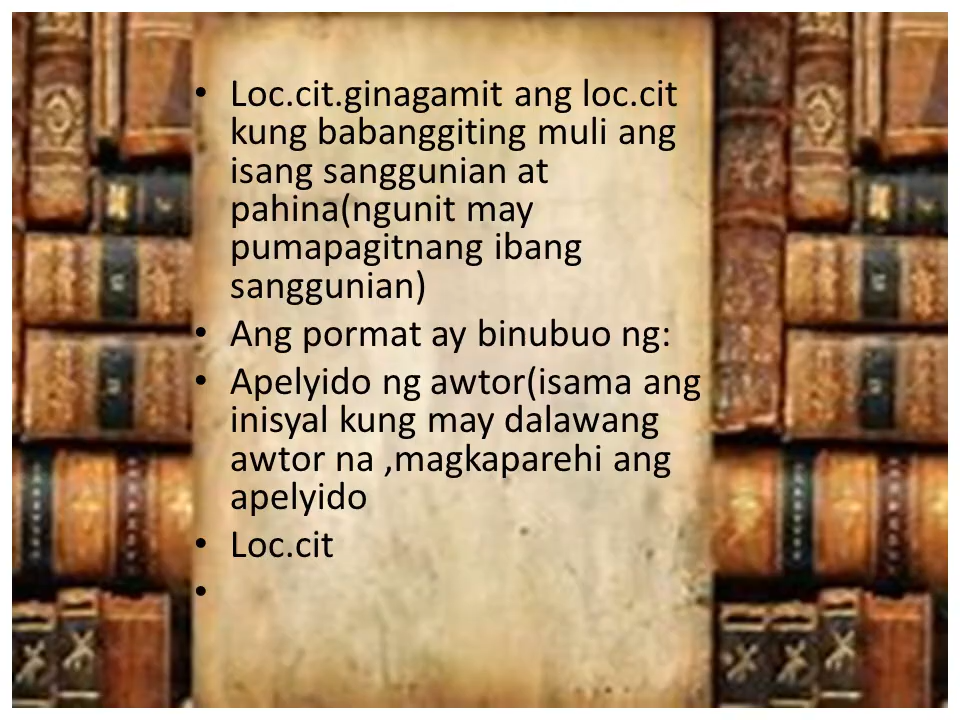 • Loc.cit.ginagamit ang loc.cit
kung babanggiting muli ang
isang sanggunian at
pahina(ngunit may
pumapagitnang ibang
sanggunian)
• Ang pormat ay binubuo ng:
• Apelyido ng awtor(isama ang
inisyal kung may dalawang
awtor na ,magkaparehi ang
apelyido
• Loc.cit
•